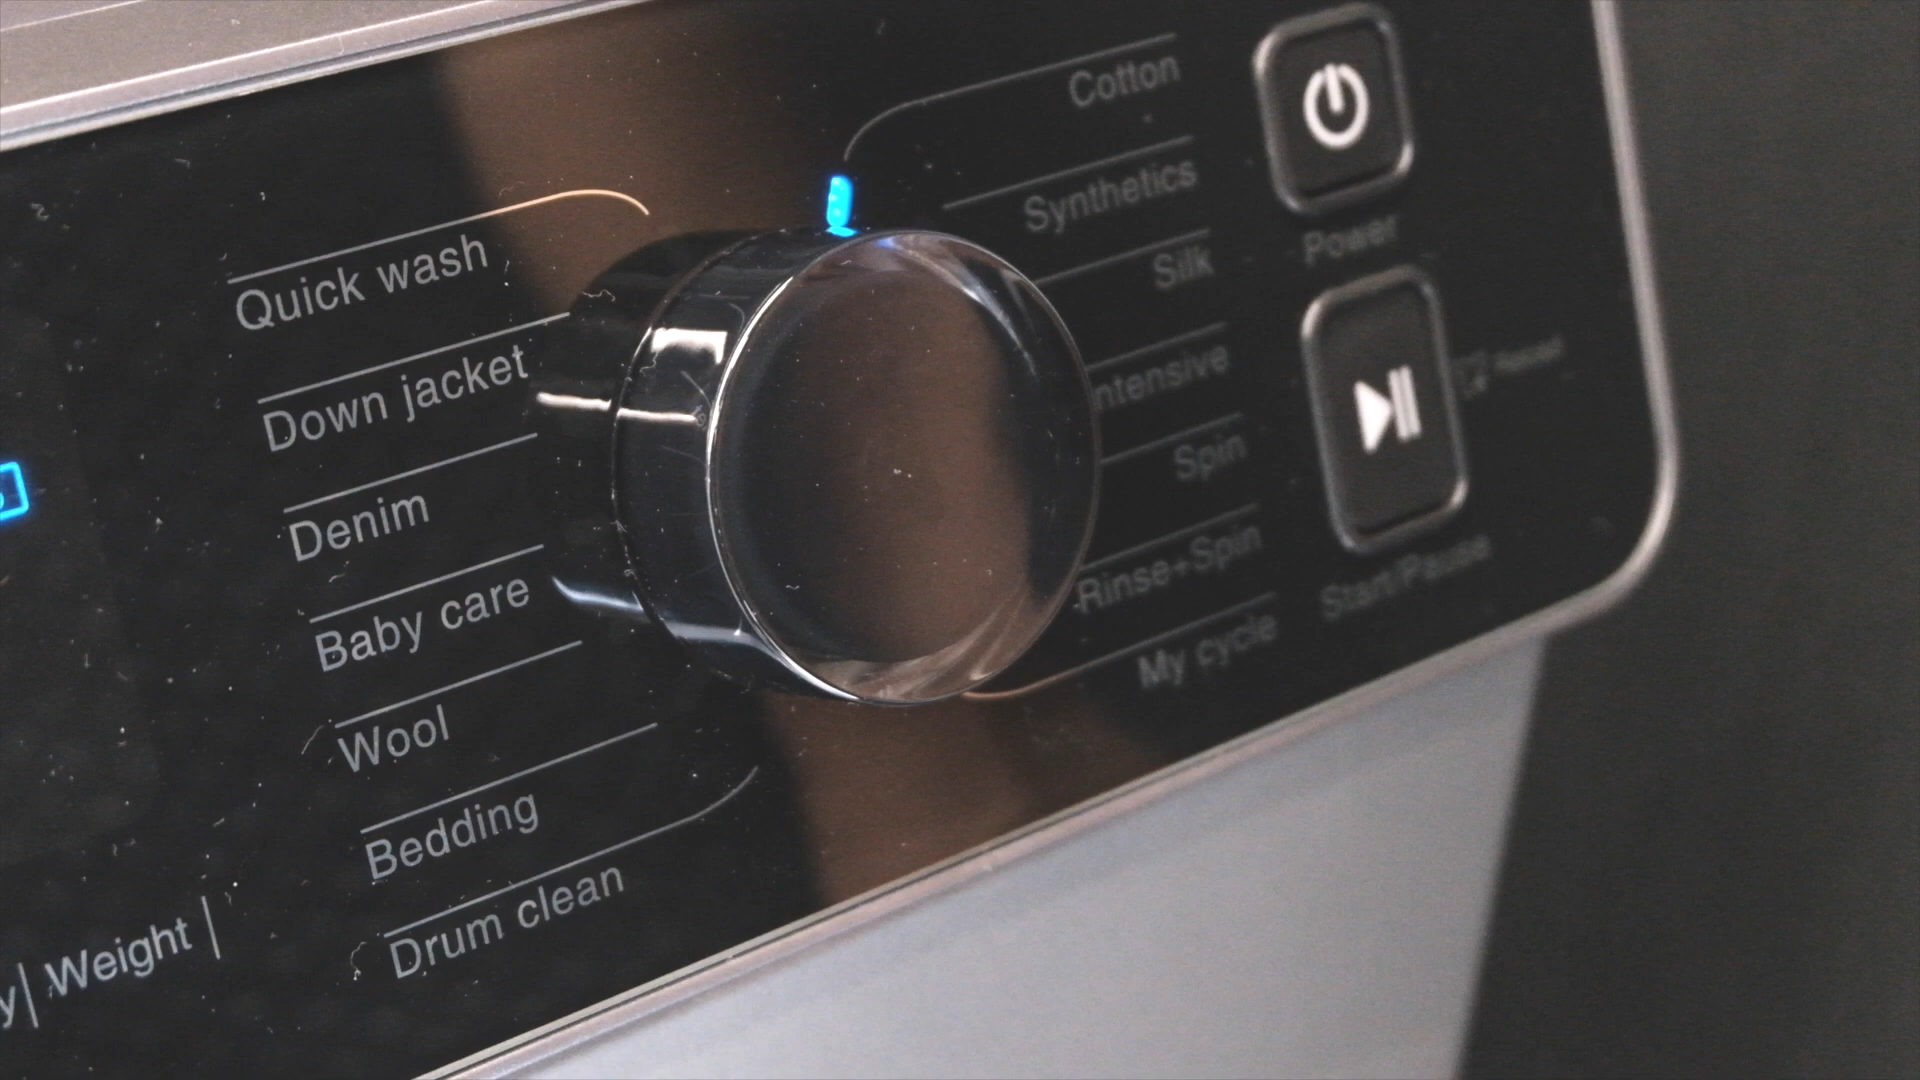 Quick wash
Down jacket
Denim
Baby care
Wool
Bedding
Drum clean
y| Weight |
Cotton
Synthetics
Silk
ntensive
Spin
Rinse+Spin
My cycle
Power
Start/Pause